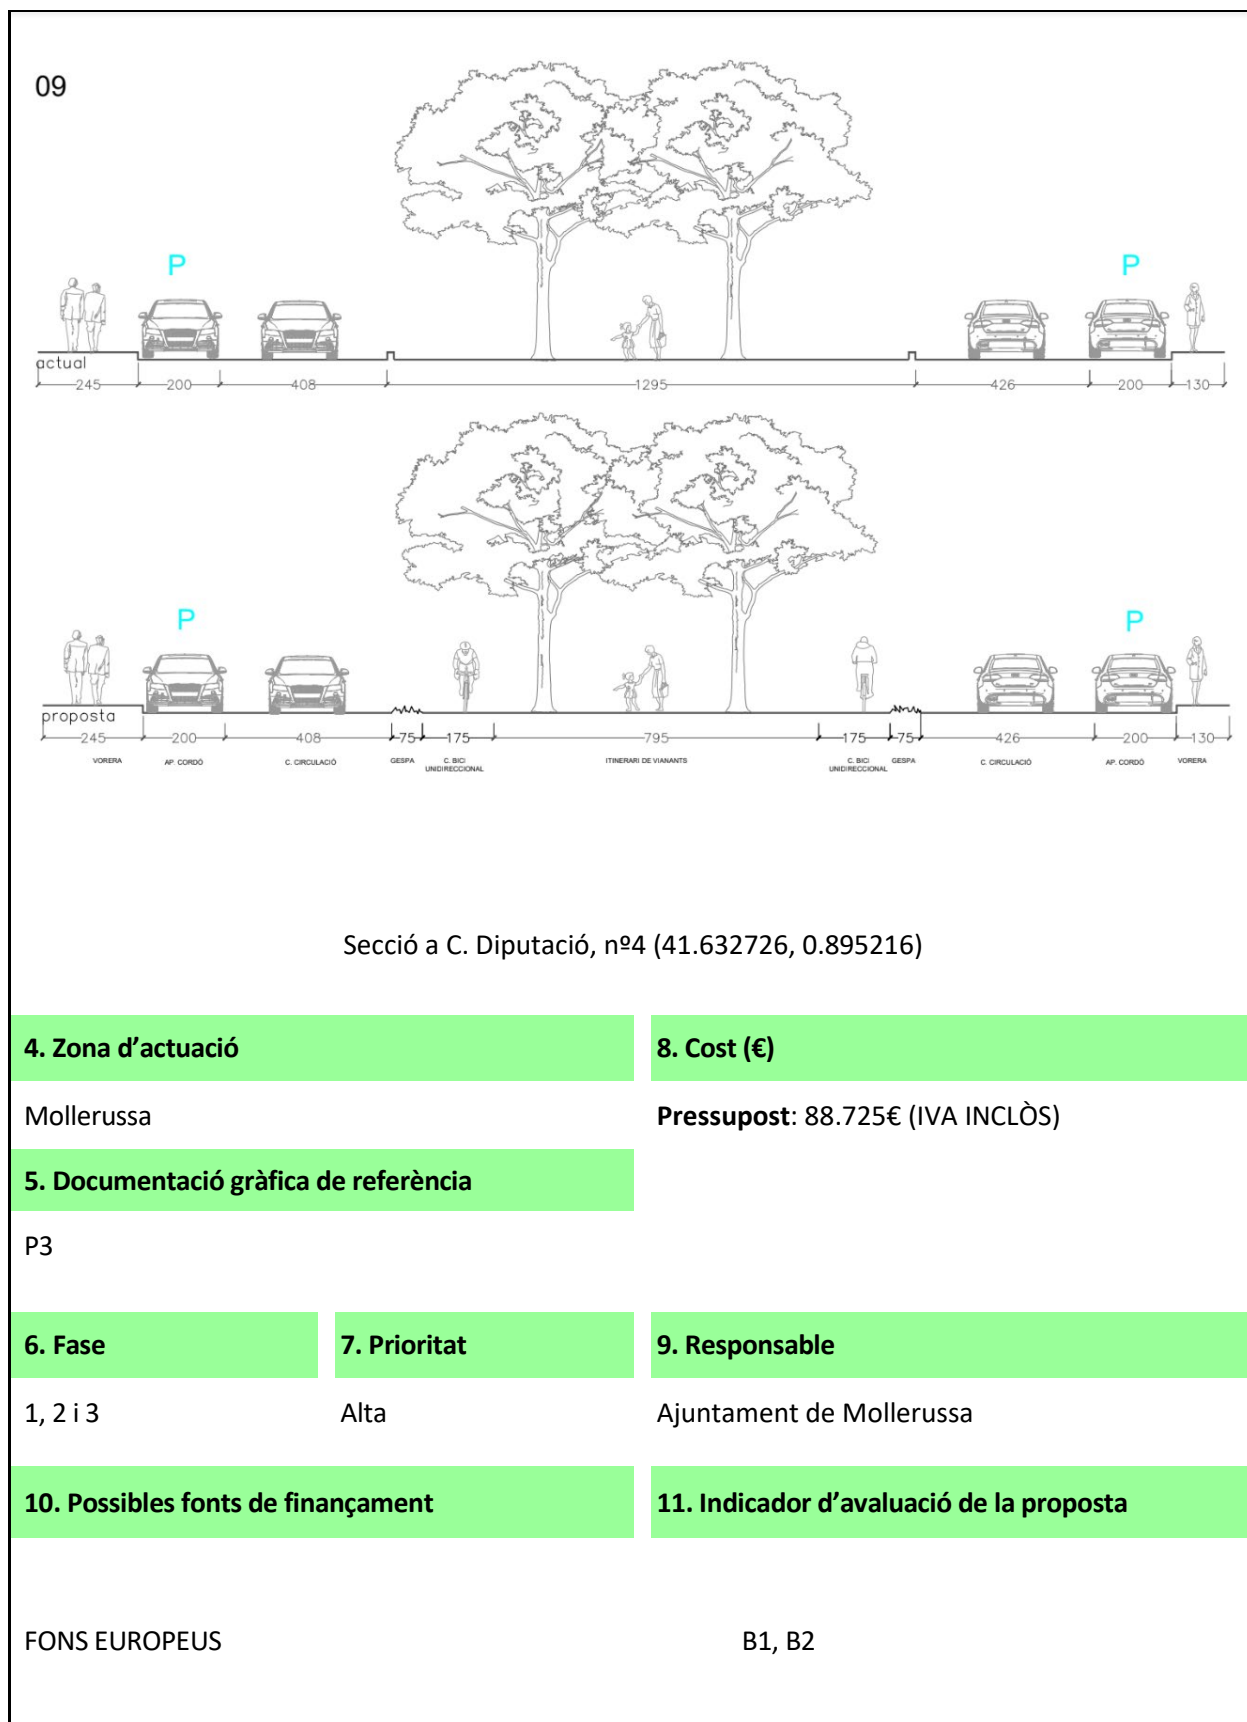 09
P P
actual
245 200 408 1295 426 200 130
P P
proposta
245 200 408 75 175 795 175 75 426 200 130
VORERA AP. CORDÓ C. CIRCULACIÓ GESPA C. BICI UNIDIRECCIONAL ITINERARI DE VIANANTS C. BICI UNIDIRECCIONAL GESPA C. CIRCULACIÓ AP. CORDÓ VORERA
Secció a C. Diputació, nº4 (41.632726, 0.895216)
4. Zona d’actuació
8. Cost (€)
Mollerussa
Pressupost: 88.725€ (IVA INCLÒS)
5. Documentació gràfica de referència
P3
6. Fase
7. Prioritat
9. Responsable
1, 2 i 3
Alta
Ajuntament de Mollerussa
10. Possibles fonts de finançament
11. Indicador d’avaluació de la proposta
FONS EUROPEUS
B1, B2